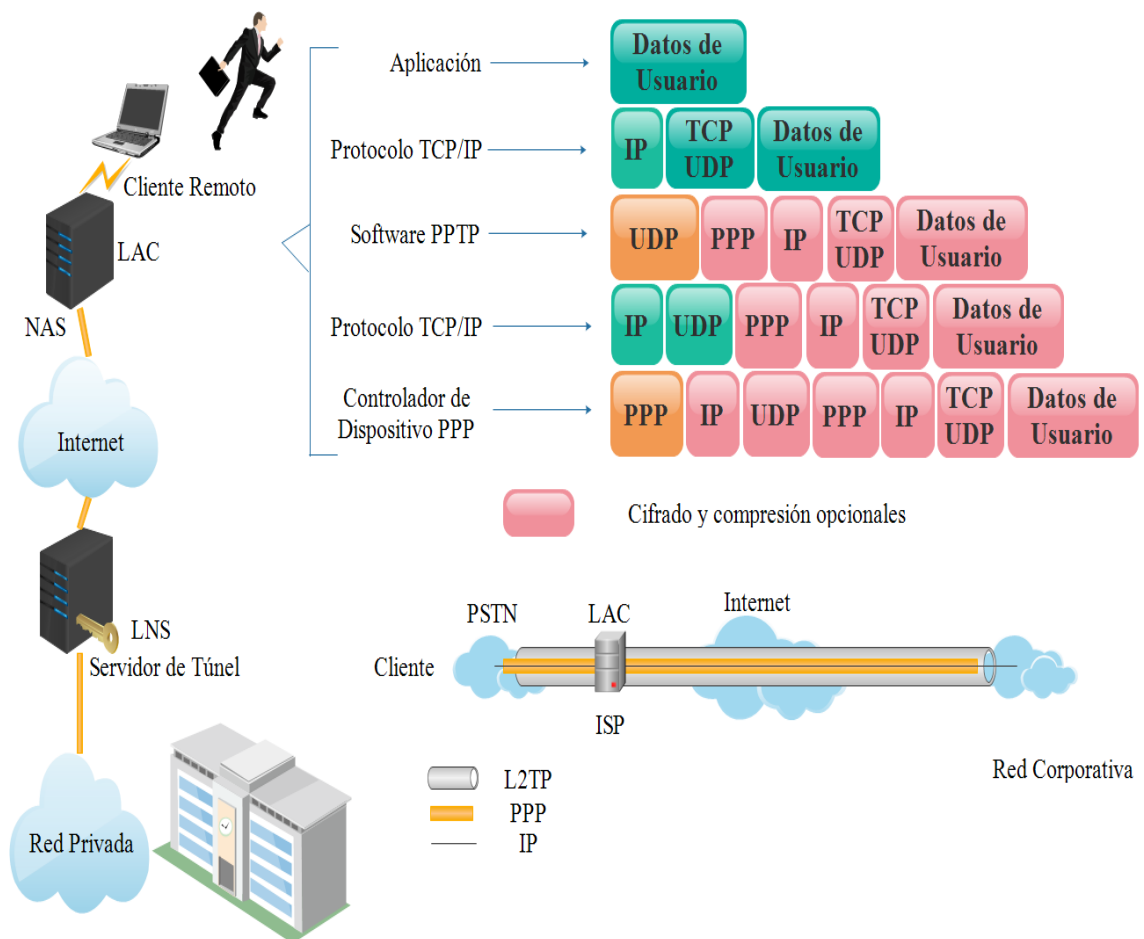 Aplicación
Datos de
Usuario
Protocolo TCP/IP
IP
TCP
UDP
Datos de
Usuario
Software PPTP
UDP
PPP
IP
TCP
UDP
Datos de
Usuario
Protocolo TCP/IP
IP
UDP
PPP
IP
TCP
UDP
Datos de
Usuario
Controlador de
Dispositivo PPP
PPP
IP
UDP
PPP
IP
TCP
UDP
Datos de
Usuario
Cifrado y compresión opcionales
Cliente Remoto
LAC
NAS
Internet
LNS
Servidor de Túnel
Red Privada
PSTN
LAC
Internet
Cliente
ISP
Red Corporativa
L2TP
PPP
IP